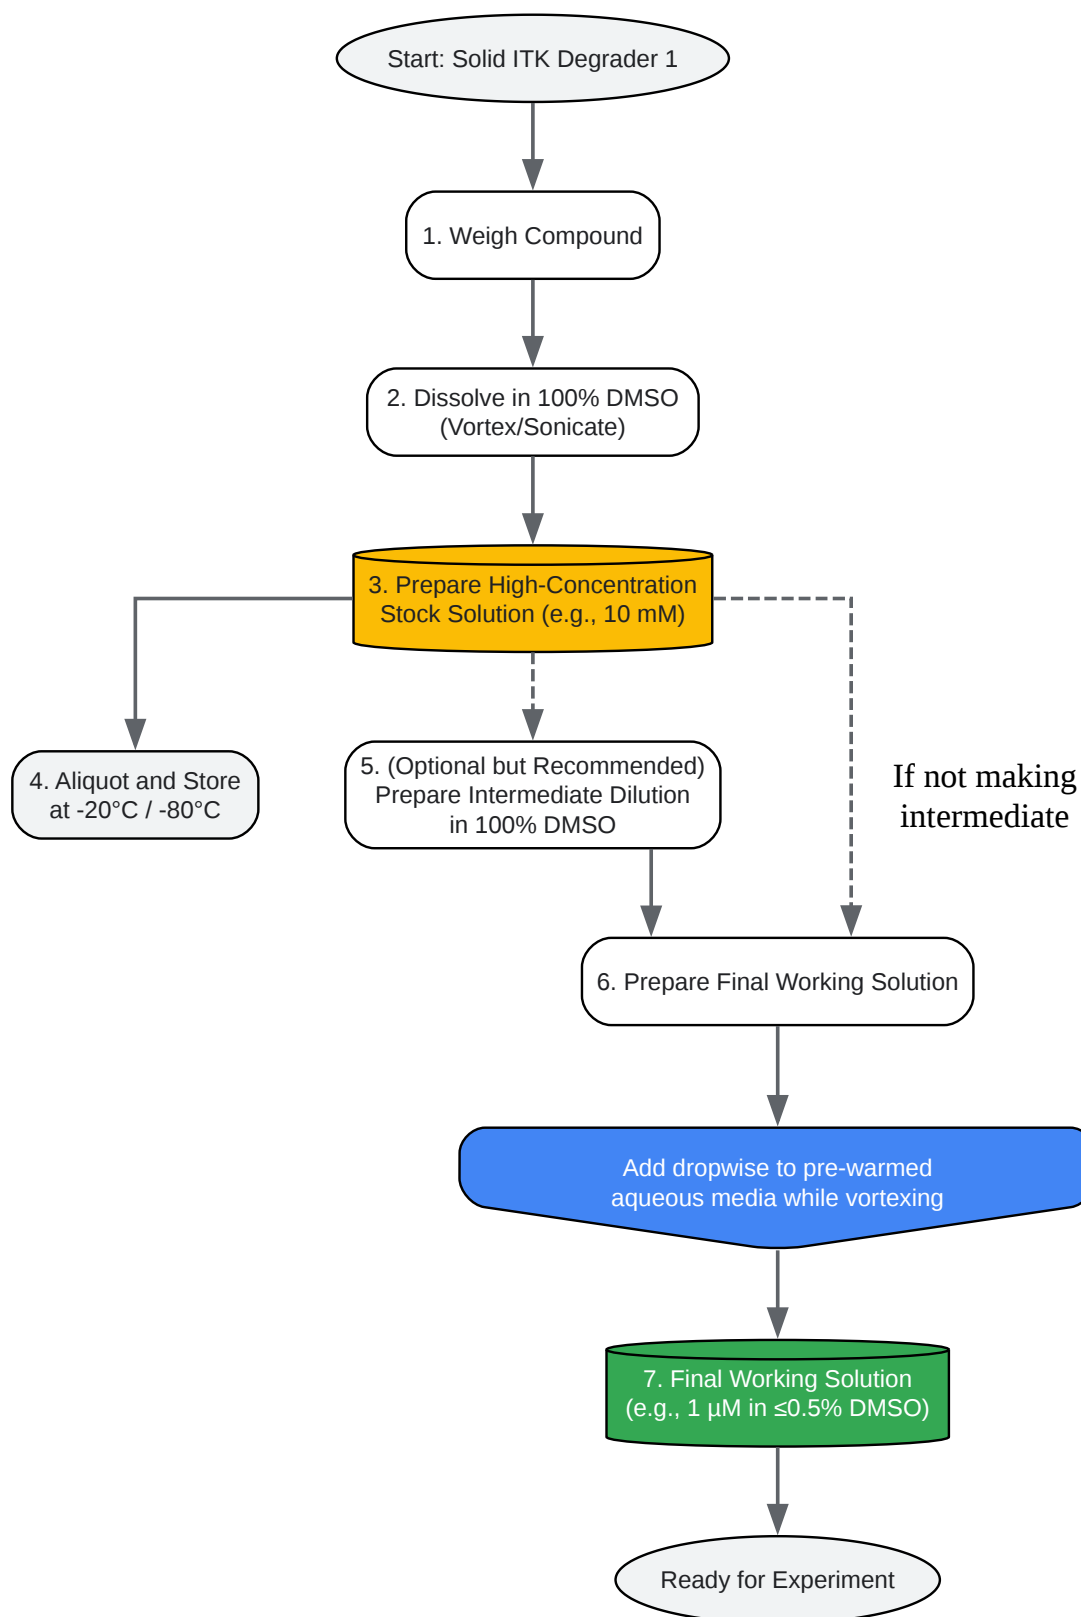 Start: Solid ITK Degrader 1
1. Weigh Compound
2. Dissolve in 100% DMSO
(Vortex/Sonicate)
3. Prepare High-Concentration
Stock Solution (e.g., 10 mM)
4. Aliquot and Store
at -20°C / -80°C
5. (Optional but Recommended)
Prepare Intermediate Dilution
in 100% DMSO
If not making
intermediate
6. Prepare Final Working Solution
Add dropwise to pre-warmed
aqueous media while vortexing
7. Final Working Solution
(e.g., 1 µM in ≤0.5% DMSO)
Ready for Experiment